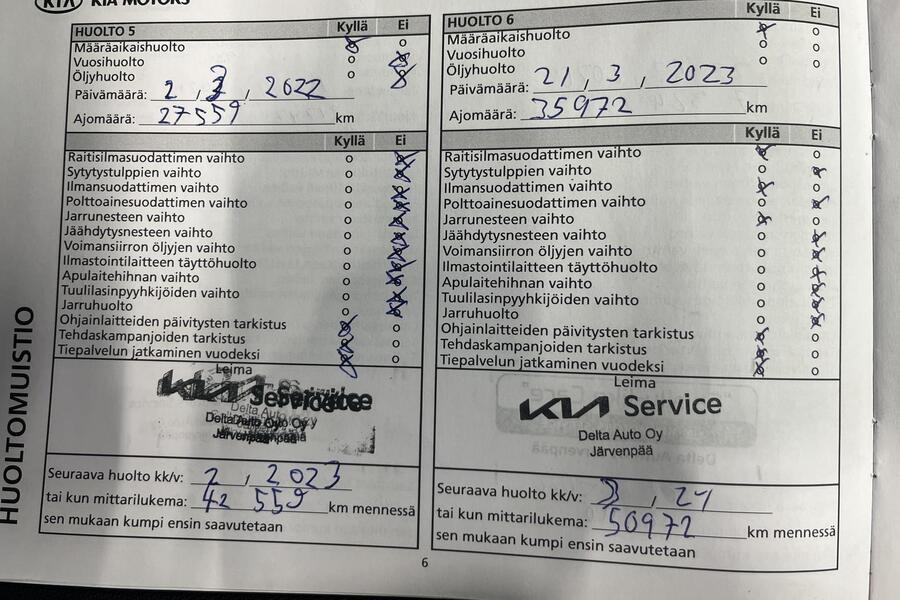 KIA KIA MOTORS
HUOLTOMUISTIO
HUOLTO 5 Kyllä Ei
Määräaikaishuolto
Vuosihuolto
Öljyhuolto
Päivämäärä: 2 , 2 , 2022
Ajomäärä: 27559 km
Kyllä Ei
Raitisilmasuodattimen vaihto
Sytytystulppien vaihto
Ilmansuodattimen vaihto
Polttoainesuodattimen vaihto
Jarrunesteen vaihto
Jäähdytysnesteen vaihto
Voimansiirron öljyjen vaihto
Ilmastointilaitteen täyttöhuolto
Apulaitehihnan vaihto
Tuulilasinpyyhkijöiden vaihto
Jarruhuolto
Ohjainlaitteiden päivitysten tarkistus
Tehdaskampanjoiden tarkistus
Tiepalvelun jatkaminen vuodeksi
Leima
KIA Service
Delta Auto Oy
Järvenpää
Seuraava huolto kk/v: 2 , 2023
tai kun mittarilukema: 42 559 km mennessä
sen mukaan kumpi ensin saavutetaan
HUOLTO 6 Kyllä Ei
Määräaikaishuolto
Vuosihuolto
Öljyhuolto
Päivämäärä: 21 , 3 , 2023
Ajomäärä: 35972 km
Kyllä Ei
Raitisilmasuodattimen vaihto
Sytytystulppien vaihto
Ilmansuodattimen vaihto
Polttoainesuodattimen vaihto
Jarrunesteen vaihto
Jäähdytysnesteen vaihto
Voimansiirron öljyjen vaihto
Ilmastointilaitteen täyttöhuolto
Apulaitehihnan vaihto
Tuulilasinpyyhkijöiden vaihto
Jarruhuolto
Ohjainlaitteiden päivitysten tarkistus
Tehdaskampanjoiden tarkistus
Tiepalvelun jatkaminen vuodeksi
Leima
KIA Service
Delta Auto Oy
Järvenpää
Seuraava huolto kk/v: 3 , 24
tai kun mittarilukema: 50972 km mennessä
sen mukaan kumpi ensin saavutetaan
6